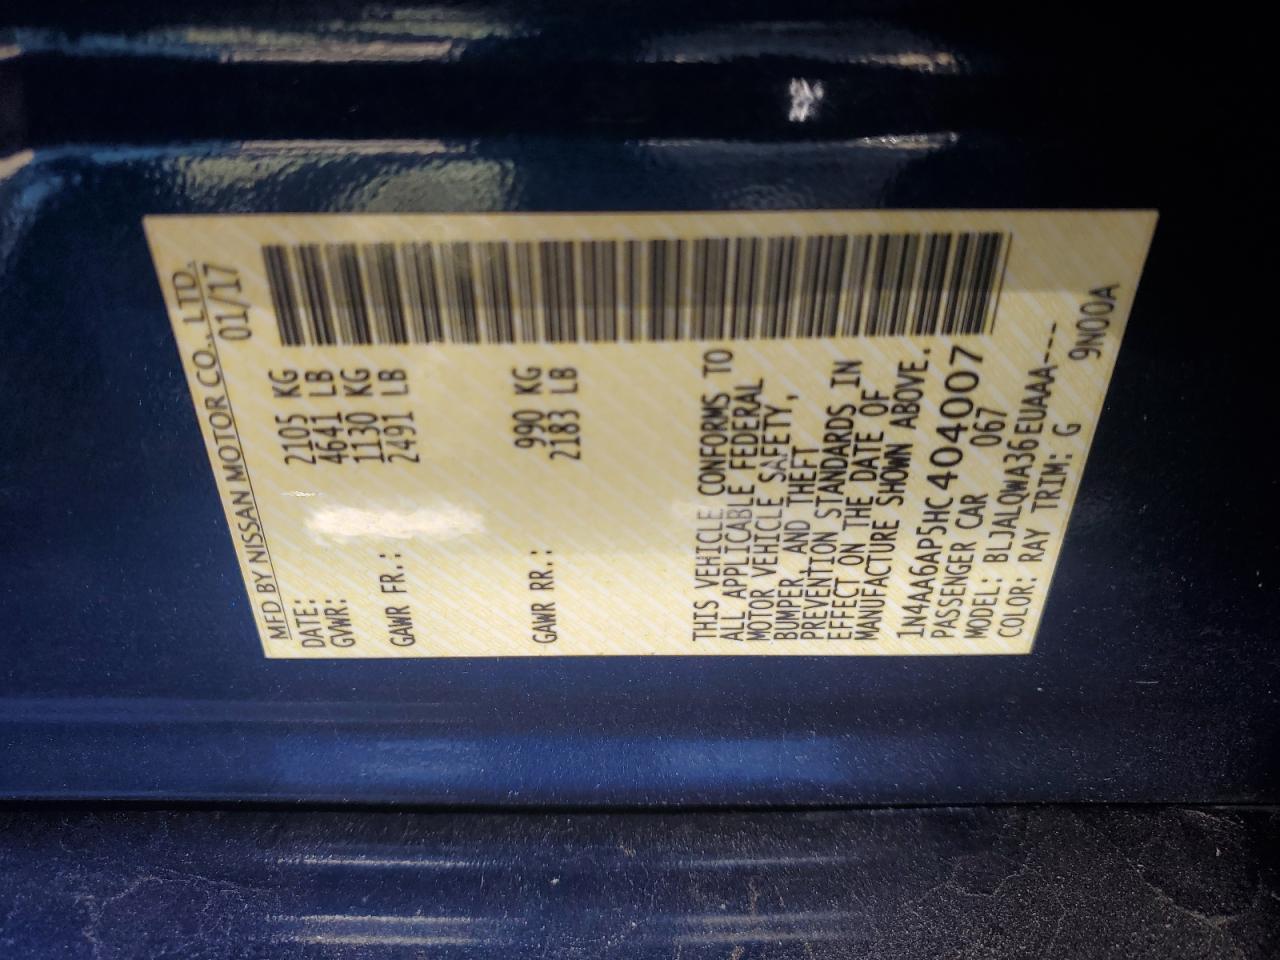 MFD BY NISSAN MOTOR CO., LTD.
DATE: 01/17
GVWR: 2105 KG
4641 LB
GAWR FR.: 1130 KG
2491 LB
GAWR RR.: 990 KG
2183 LB
THIS VEHICLE CONFORMS TO
ALL APPLICABLE FEDERAL
MOTOR VEHICLE SAFETY,
BUMPER, AND THEFT
PREVENTION STANDARDS IN
EFFECT ON THE DATE OF
MANUFACTURE SHOWN ABOVE.
1N4AA6AP5HC404007
PASSENGER CAR 067
MODEL: BLJALQWA36EUAAA---
COLOR: RAY TRIM: G 9N00A